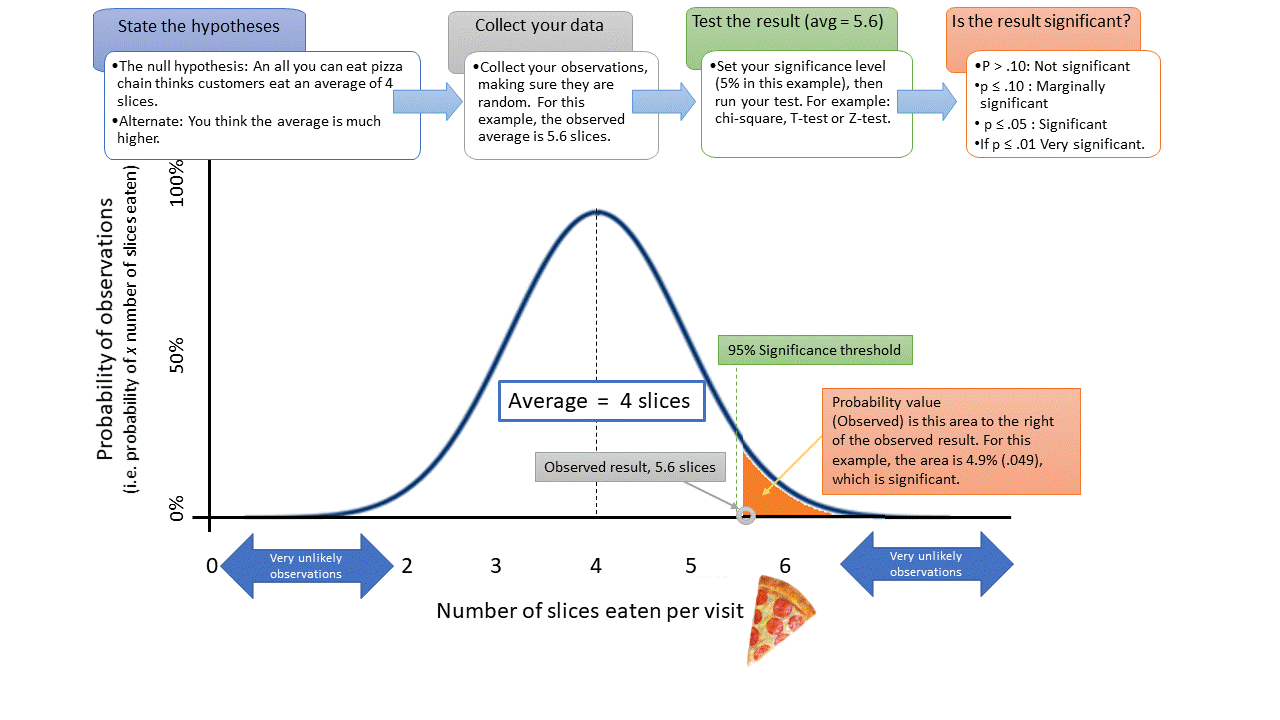 State the hypotheses
•The null hypothesis: An all you can eat pizza
chain thinks customers eat an average of 4
slices.
•Alternate: You think the average is much
higher.
Collect your data
•Collect your observations,
making sure they are
random. For this
example, the observed
average is 5.6 slices.
Test the result (avg = 5.6)
•Set your significance level
(5% in this example), then
run your test. For example:
chi-square, T-test or Z-test.
Is the result significant?
•P > .10: Not significant
•p ≤ .10 : Marginally
significant
• p ≤ .05 : Significant
•If p ≤ .01 Very significant.
Probability of observations
(i.e. probability of x number of slices eaten)
100%
50%
0%
95% Significance threshold
Average = 4 slices
Probability value
(Observed) is this area to the right
of the observed result. For this
example, the area is 4.9% (.049),
which is significant.
Observed result, 5.6 slices
0
Very unlikely
observations
2
3
4
5
6
Very unlikely
observations
Number of slices eaten per visit